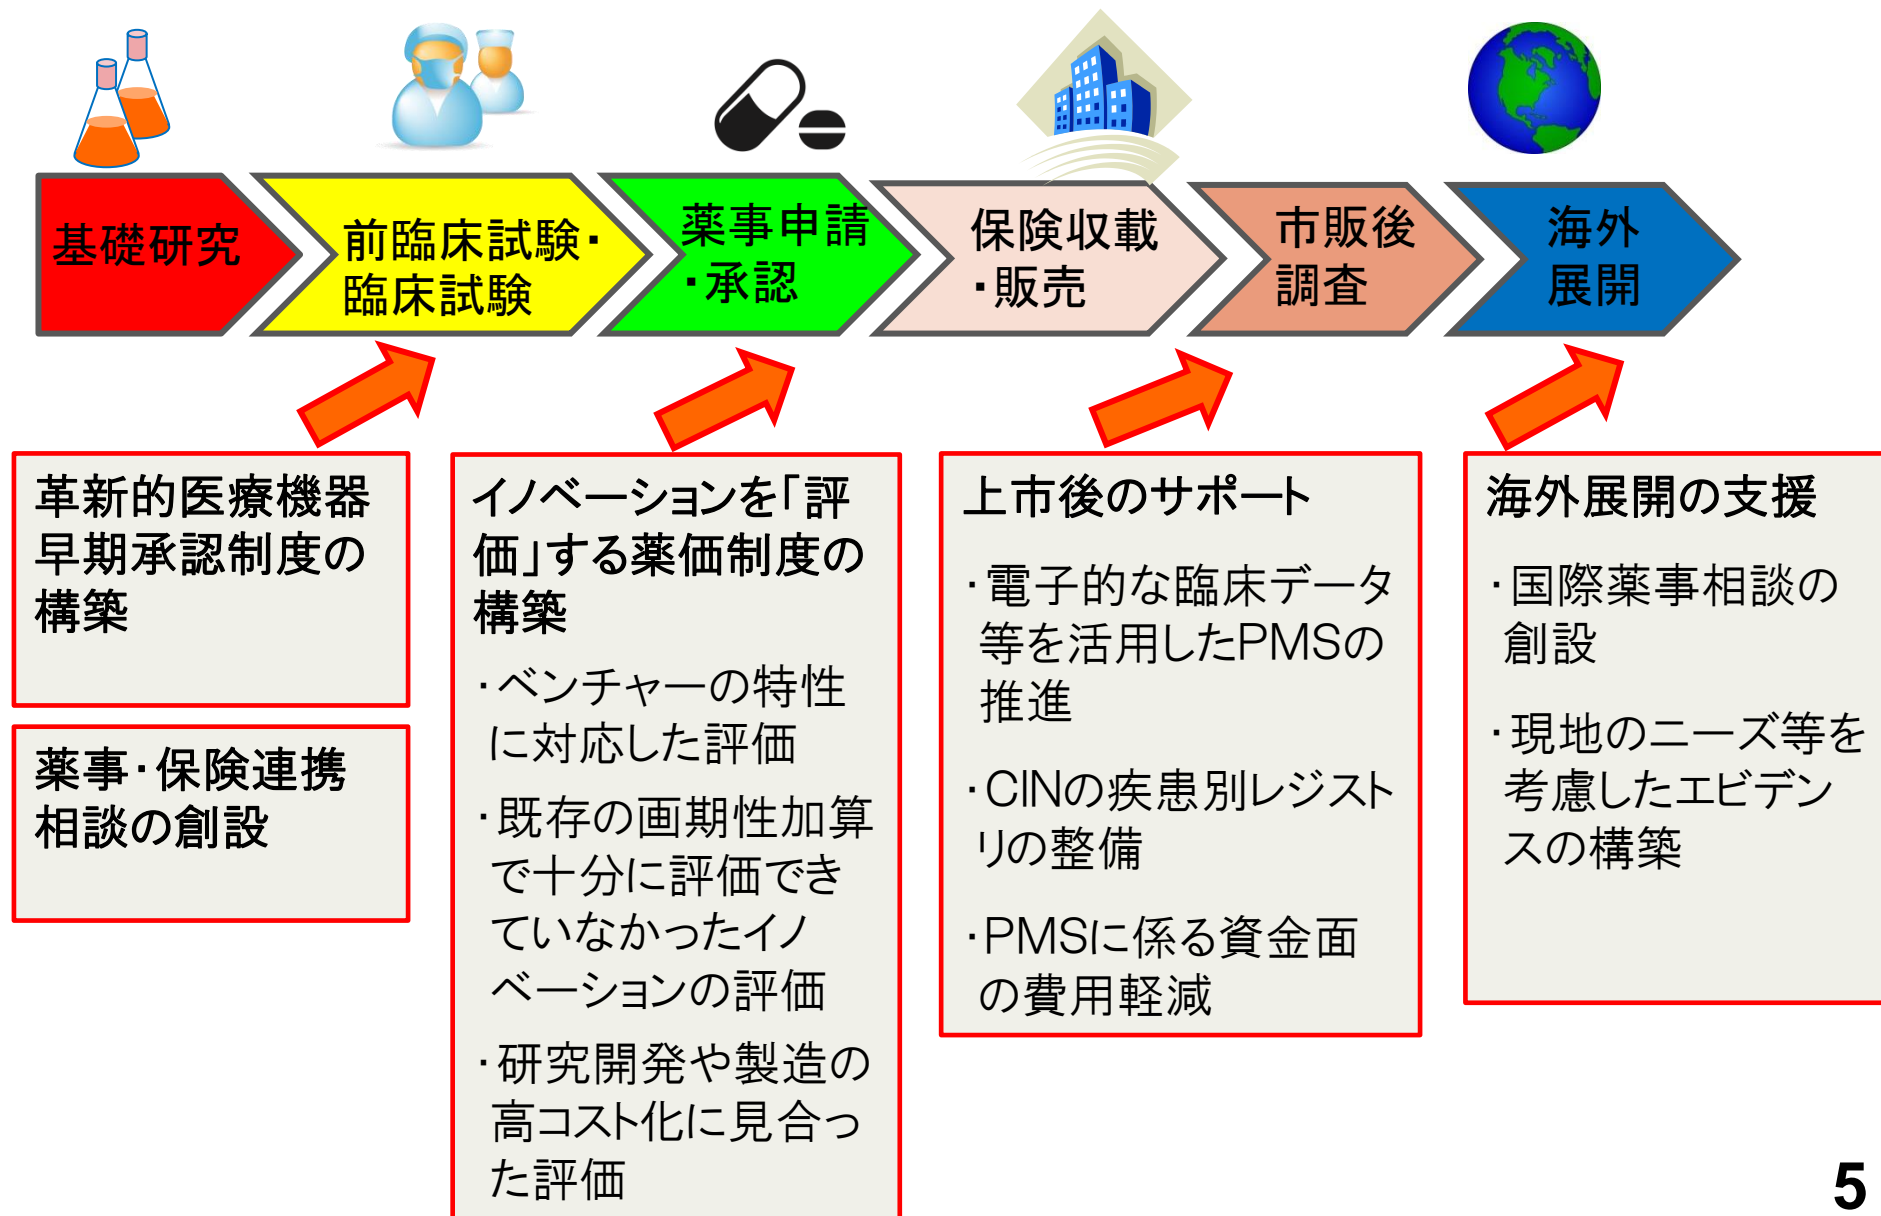 基礎研究
前臨床試験・
臨床試験
薬事申請
・承認
保険収載
・販売
市販後
調査
海外
展開
革新的医療機器
早期承認制度の
構築
薬事・保険連携
相談の創設
イノベーションを「評
価」する薬価制度の
構築
・ベンチャーの特性
に対応した評価
・既存の画期性加算
で十分に評価でき
ていなかったイノ
ベーションの評価
・研究開発や製造の
高コスト化に見合っ
た評価
上市後のサポート
・電子的な臨床データ
等を活用したPMSの
推進
・CINの疾患別レジスト
リの整備
・PMSに係る資金面
の費用軽減
海外展開の支援
・国際薬事相談の
創設
・現地のニーズ等を
考慮したエビデン
スの構築
5